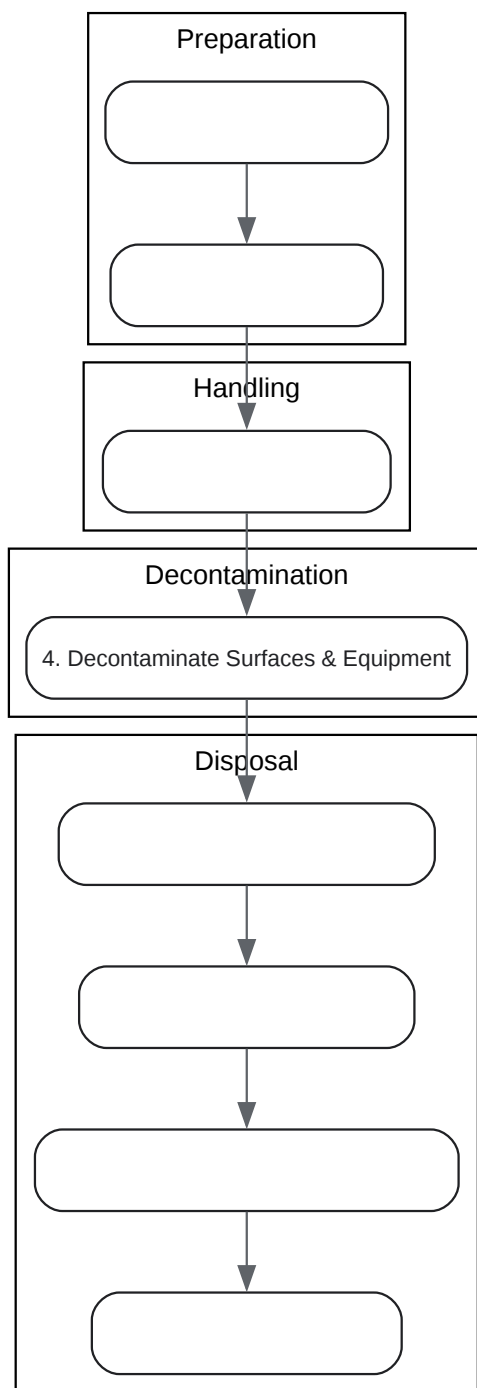 Preparation
Handling
Decontamination
4. Decontaminate Surfaces & Equipment
Disposal